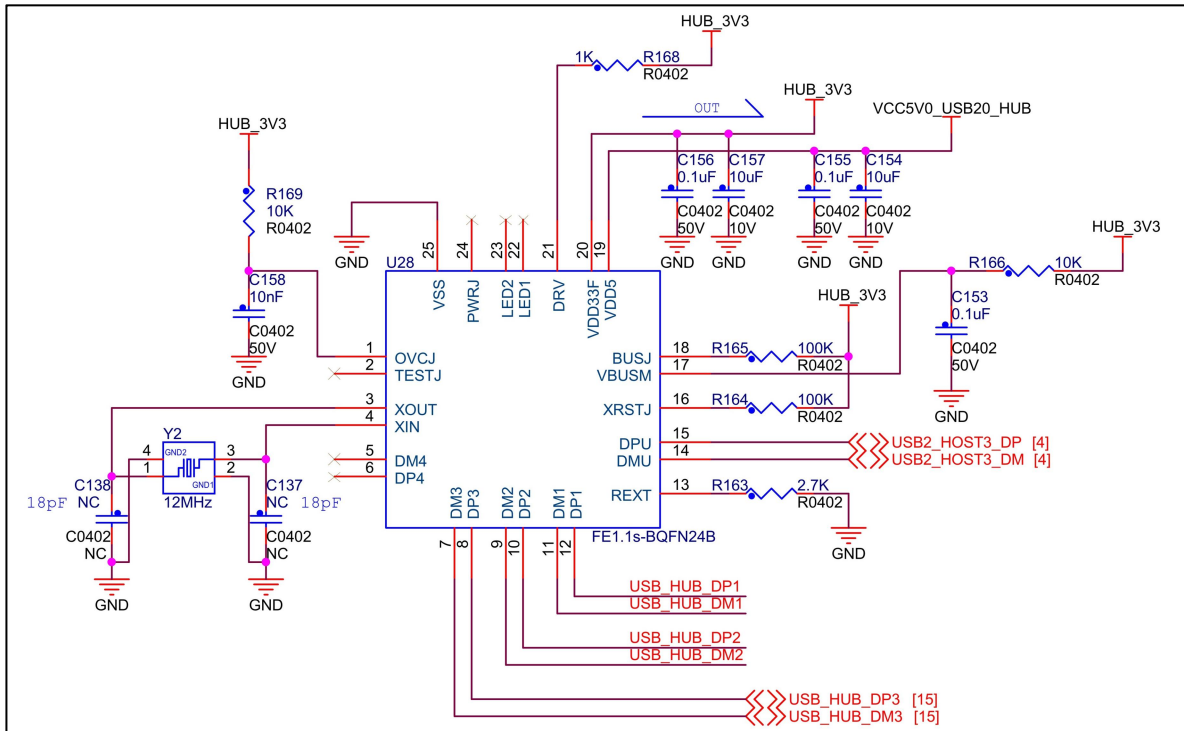 HUB_3V3
1K
R168
R0402
HUB_3V3
OUT
VCC5V0_USB20_HUB
HUB_3V3
R169
10K
R0402
C156
0.1uF
C0402
50V
C157
10uF
C0402
10V
C155
0.1uF
C0402
50V
C154
10uF
C0402
10V
GND
GND
GND
GND
GND
HUB_3V3
R166
10K
R0402
C158
10nF
C0402
50V
GND
U28
25
24
23
22
21
20
19
VSS
PWRJ
LED2
LED1
DRV
VDD33F
VDD5
HUB_3V3
C153
0.1uF
C0402
50V
GND
1
OVCJ
2
TESTJ
3
XOUT
4
XIN
5
DM4
6
DP4
BUSJ
18
R165
100K
R0402
VBUSM
17
XRSTJ
16
R164
100K
R0402
DPU
15
USB2_HOST3_DP [4]
DMU
14
USB2_HOST3_DM [4]
REXT
13
R163
2.7K
R0402
GND
Y2
4
GND2
3
1
GND1
2
12MHz
C138
18pF
NC
C0402
NC
GND
C137
NC
18pF
C0402
NC
GND
DM3
DP3
DM2
DP2
DM1
DP1
FE1.1s-BQFN24B
7
8
9
10
11
12
USB_HUB_DP1
USB_HUB_DM1
USB_HUB_DP2
USB_HUB_DM2
USB_HUB_DP3 [15]
USB_HUB_DM3 [15]